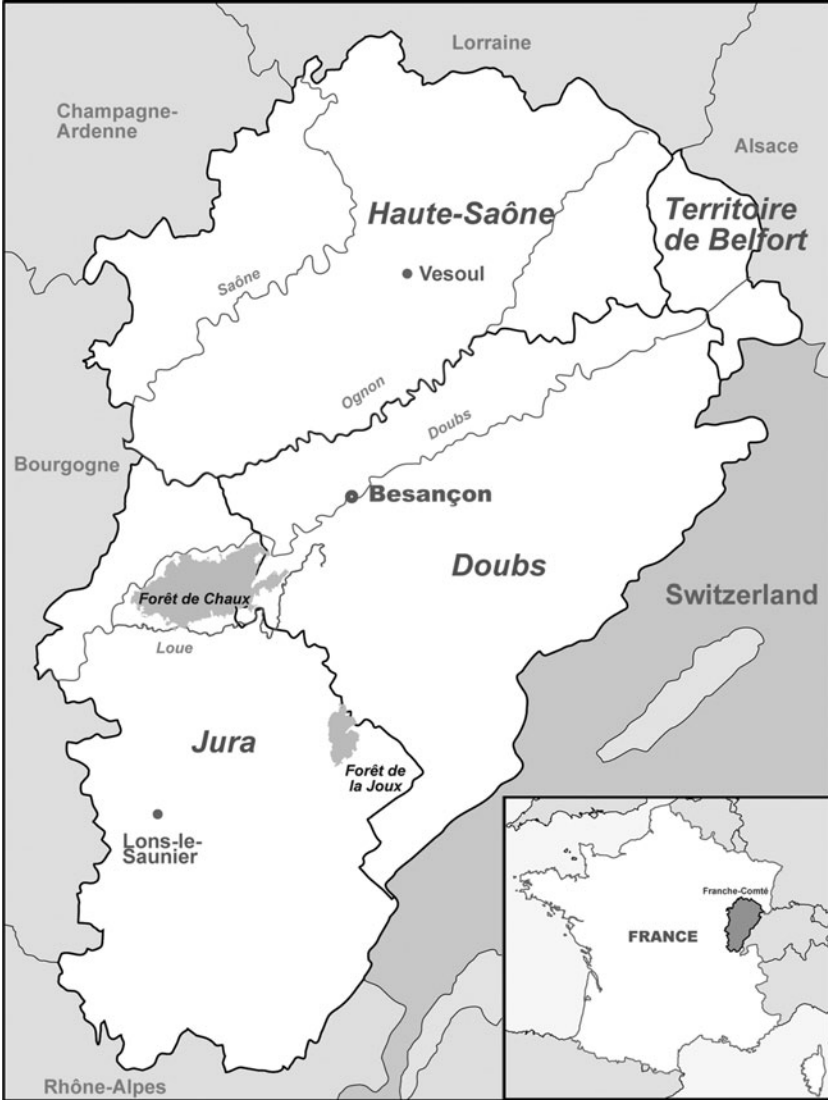 Lorraine
Champagne-
Ardenne
Alsace
Haute-Saône
Territoire
de Belfort
Vesoul
Saône
Ognon
Doubs
Bourgogne
Besançon
Doubs
Forêt de Chaux
Switzerland
Loue
Jura
Forêt de
la Joux
Lons-le-
Saunier
Franche-Comté
FRANCE
Rhône-Alpes